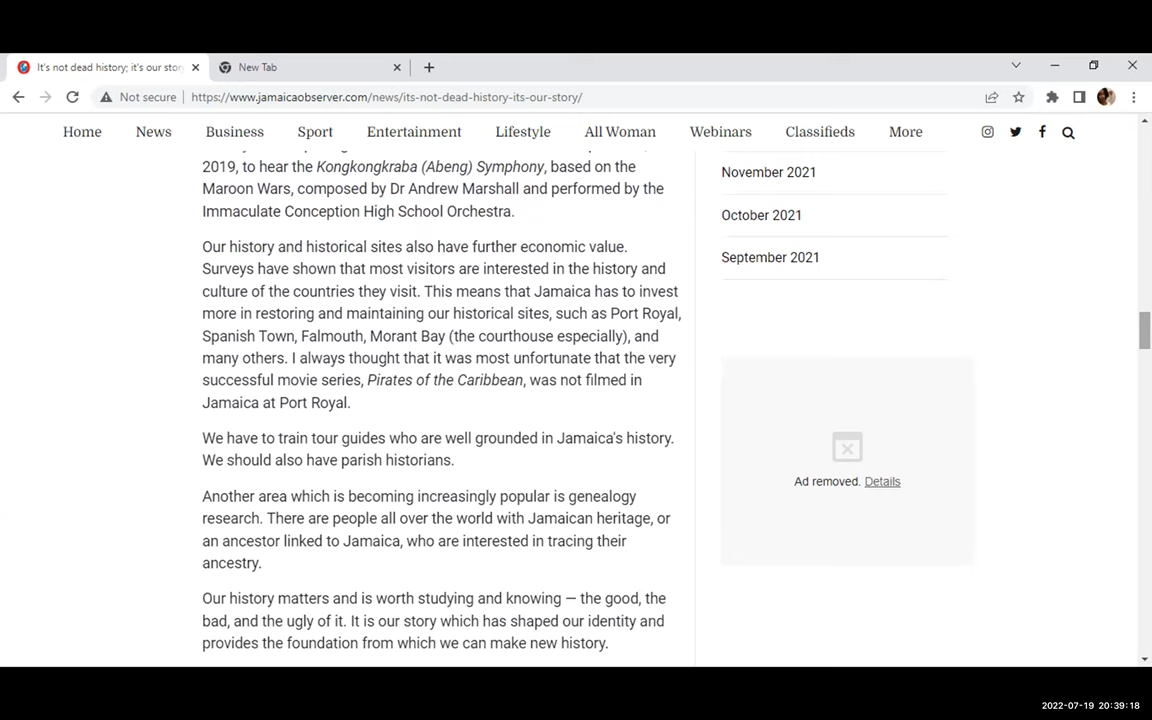 It's not dead history; it's our stor
New Tab
Not secure
https://www.jamaicaobserver.com/news/its-not-dead-history-its-our-story/
Home News Business Sport Entertainment Lifestyle All Woman Webinars Classifieds More
2019, to hear the Kongkongkraba (Abeng) Symphony, based on the
Maroon Wars, composed by Dr Andrew Marshall and performed by the
Immaculate Conception High School Orchestra.
Our history and historical sites also have further economic value.
Surveys have shown that most visitors are interested in the history and
culture of the countries they visit. This means that Jamaica has to invest
more in restoring and maintaining our historical sites, such as Port Royal,
Spanish Town, Falmouth, Morant Bay (the courthouse especially), and
many others. I always thought that it was most unfortunate that the very
successful movie series, Pirates of the Caribbean, was not filmed in
Jamaica at Port Royal.
We have to train tour guides who are well grounded in Jamaica's history.
We should also have parish historians.
Another area which is becoming increasingly popular is genealogy
research. There are people all over the world with Jamaican heritage, or
an ancestor linked to Jamaica, who are interested in tracing their
ancestry.
Our history matters and is worth studying and knowing — the good, the
bad, and the ugly of it. It is our story which has shaped our identity and
provides the foundation from which we can make new history.
November 2021
October 2021
September 2021
Ad removed. Details
2022-07-19 20:39:18